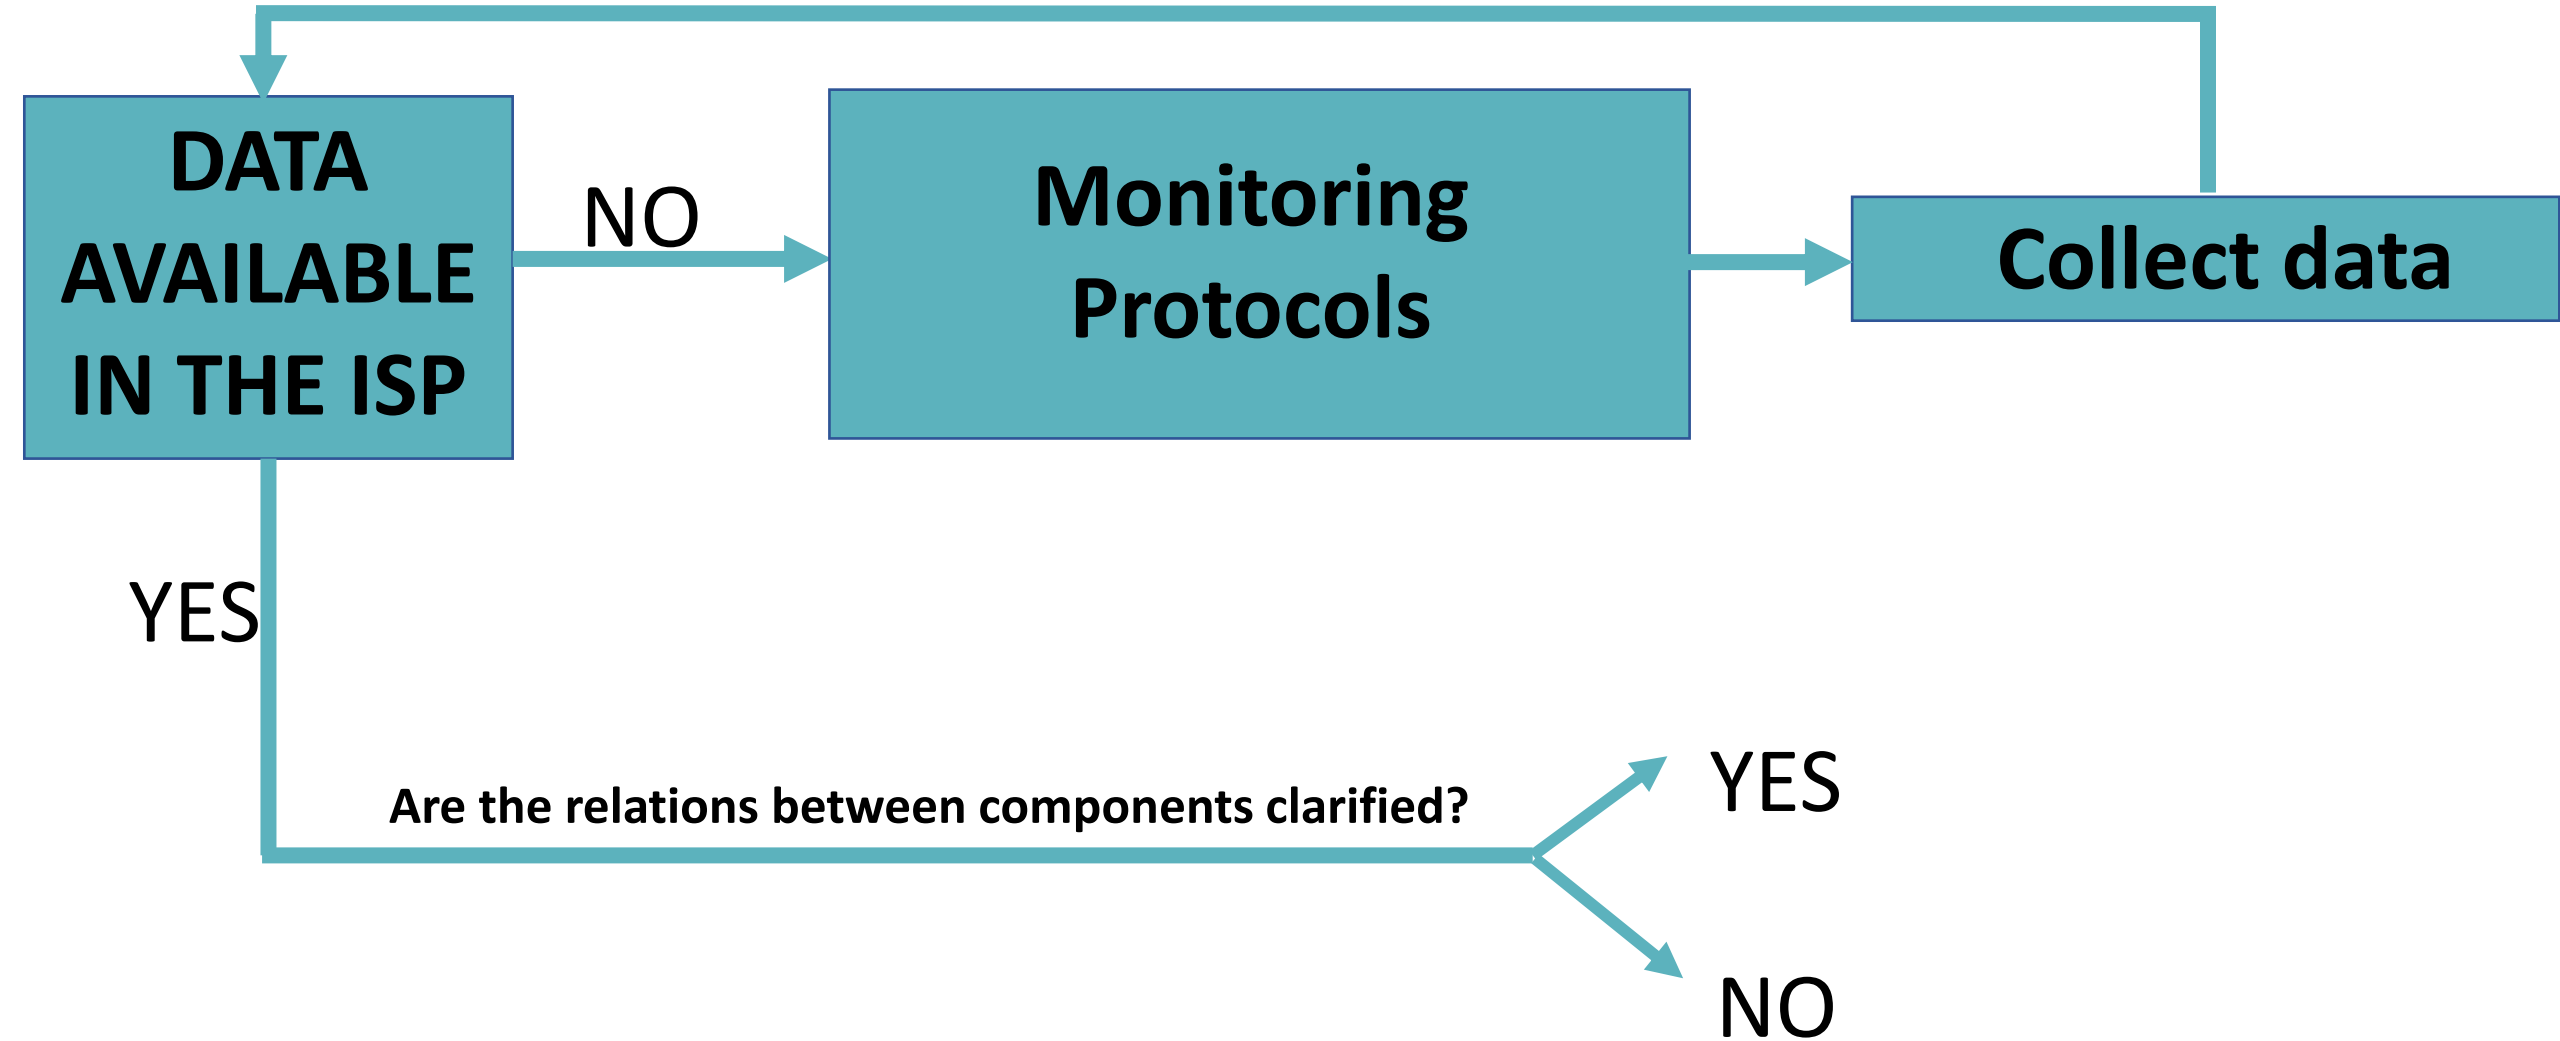 DATA
AVAILABLE
IN THE ISP
NO
Monitoring
Protocols
Collect data
YES
Are the relations between components clarified?
YES
NO